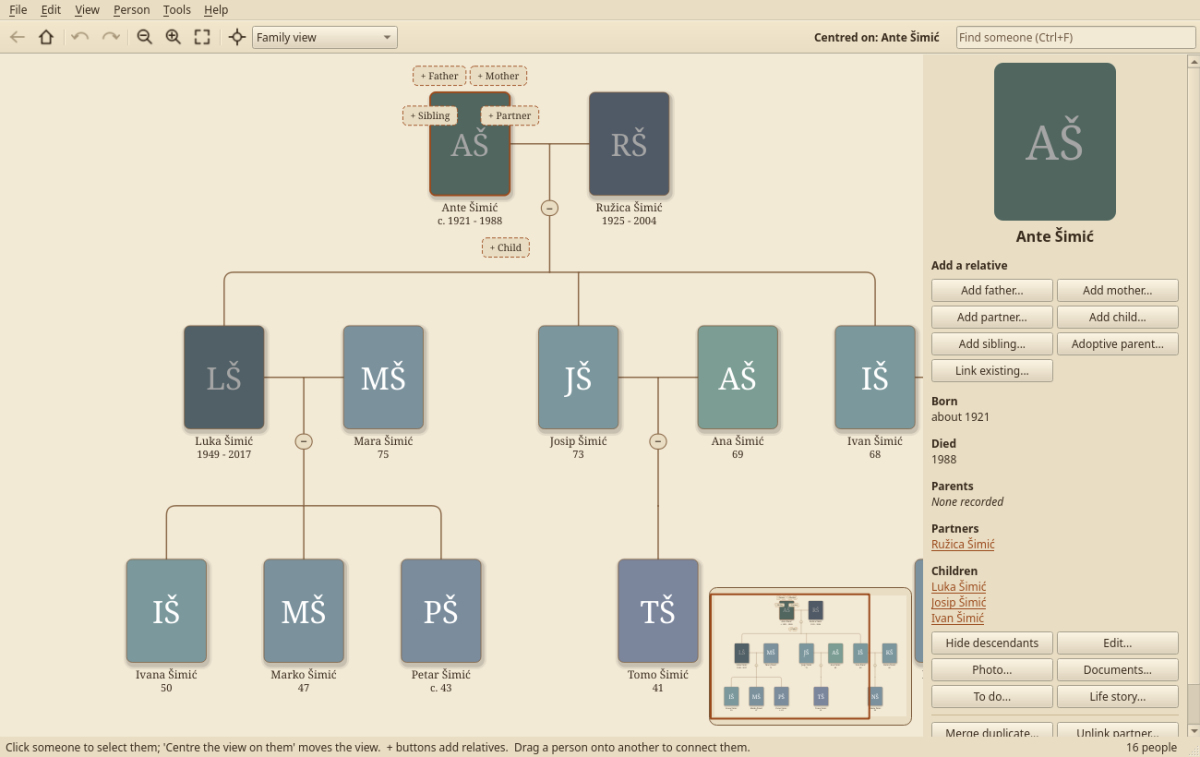 File Edit View Person Tools Help
Family view
Centred on: Ante Šimić
Find someone (Ctrl+F)
+ Father + Mother
+ Sibling + Partner
AŠ RŠ
Ante Šimić
c. 1921 - 1988
Ružica Šimić
1925 - 2004
+ Child
LŠ MŠ JŠ AŠ IŠ
Luka Šimić
1949 - 2017
Mara Šimić
75
Josip Šimić
73
Ana Šimić
69
Ivan Šimić
68
IŠ MŠ PŠ TŠ
Ivana Šimić
50
Marko Šimić
47
Petar Šimić
c. 43
Tomo Šimić
41
AŠ
Ante Šimić
Add a relative
Add father... Add mother...
Add partner... Add child...
Add sibling... Adoptive parent...
Link existing...
Born
about 1921
Died
1988
Parents
None recorded
Partners
Ružica Šimić
Children
Luka Šimić
Josip Šimić
Ivan Šimić
Hide descendants Edit...
Photo... Documents...
To do... Life story...
Merge duplicate... Unlink partner...
Click someone to select them; 'Centre the view on them' moves the view. + buttons add relatives. Drag a person onto another to connect them.
16 people